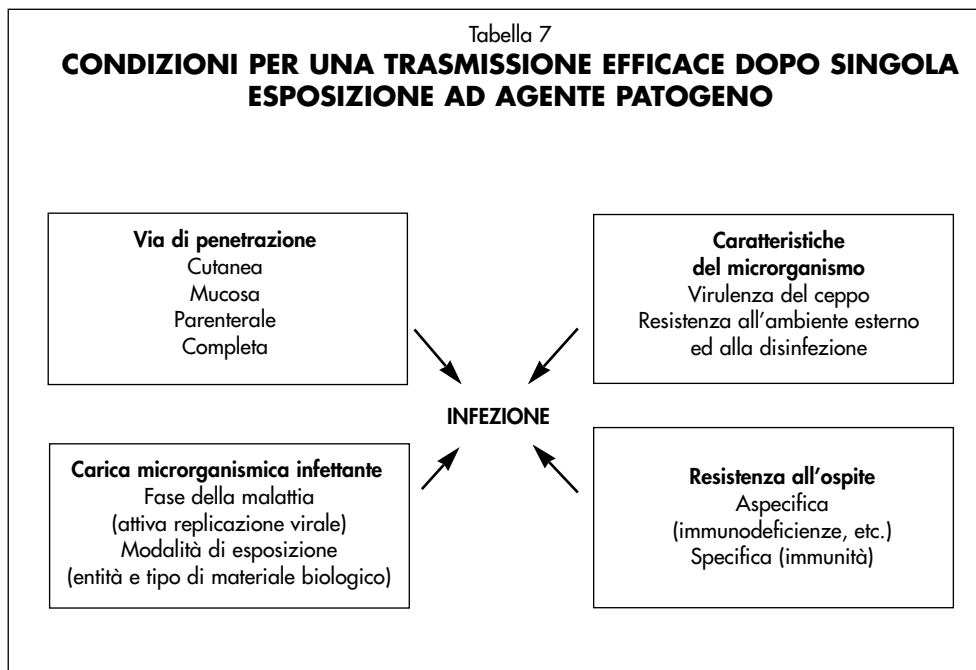 Tabella 7
CONDIZIONI PER UNA TRASMISSIONE EFFICACE DOPO SINGOLA
ESPOSIZIONE AD AGENTE PATOGENO
Via di penetrazione
Cutanea
Mucosa
Parenterale
Completa
Caratteristiche
del microrganismo
Virulenza del ceppo
Resistenza all'ambiente esterno
ed alla disinfezione
INFEZIONE
Carica microrganismica infettante
Fase della malattia
(attiva replicazione virale)
Modalità di esposizione
(entità e tipo di materiale biologico)
Resistenza all'ospite
Aspecifica
(immunodeficienze, etc.)
Specifica (immunità)